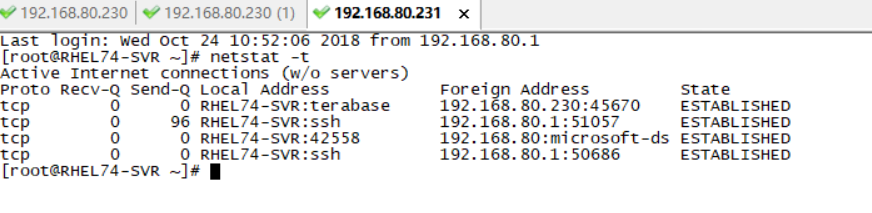 192.168.80.230 192.168.80.230 (1) 192.168.80.231 ×
Last login: Wed Oct 24 10:52:06 2018 from 192.168.80.1
[root@RHEL74-SVR ~]# netstat -t
Active Internet connections (w/o servers)
Proto Recv-Q Send-Q Local Address Foreign Address State
tcp 0 0 RHEL74-SVR:terabase 192.168.80.230:45670 ESTABLISHED
tcp 0 96 RHEL74-SVR:ssh 192.168.80.1:51057 ESTABLISHED
tcp 0 0 RHEL74-SVR:42558 192.168.80:microsoft-ds ESTABLISHED
tcp 0 0 RHEL74-SVR:ssh 192.168.80.1:50686 ESTABLISHED
[root@RHEL74-SVR ~]#